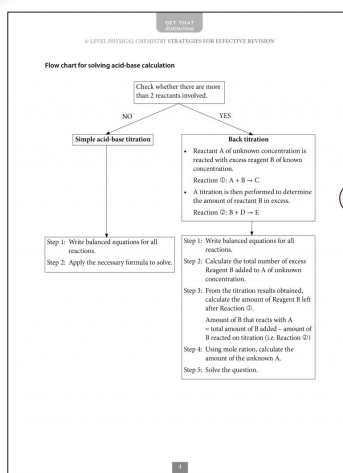 GET THAT
distinction
A-LEVEL PHYSICAL CHEMISTRY STRATEGIES FOR EFFECTIVE REVISION
Flow chart for solving acid-base calculation
Check whether there are more
than 2 reactants involved.
NO
YES
Simple acid-base titration
Back titration
• Reactant A of unknown concentration is
reacted with excess reagent B of known
concentration.
Reaction ①: A + B → C
• A titration is then performed to determine
the amount of reactant B in excess.
Reaction ②: B + D → E
Step 1: Write balanced equations for all
reactions.
Step 2: Apply the necessary formula to solve.
Step 1: Write balanced equations for all
reactions.
Step 2: Calculate the total number of excess
Reagent B added to A of unknown
concentration.
Step 3: From the titration results obtained,
calculate the amount of Reagent B left
after Reaction ①.
Amount of B that reacts with A
= total amount of B added – amount of
B reacted on titration (i.e. Reaction ②)
Step 4: Using mole ration, calculate the
amount of the unknown A.
Step 5: Solve the question.
4